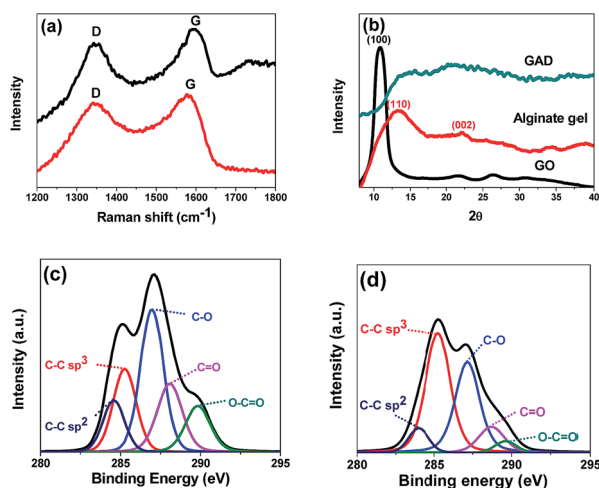 (a)
D
G
D
G
Intensity
1200 1300 1400 1500 1600 1700 1800
Raman shift (cm⁻¹)
(b)
(100)
GAD
(110)
Alginate gel
(002)
GO
Intensity
10 15 20 25 30 35 40
2θ
(c)
C-O
C-C sp³
C=O
C-C sp²
O-C=O
Intensity (a.u.)
280 285 290 295
Binding Energy (eV)
(d)
C-C sp³
C-O
C=O
C-C sp²
O-C=O
Intensity (a.u.)
280 285 290 295
Binding energy (eV)